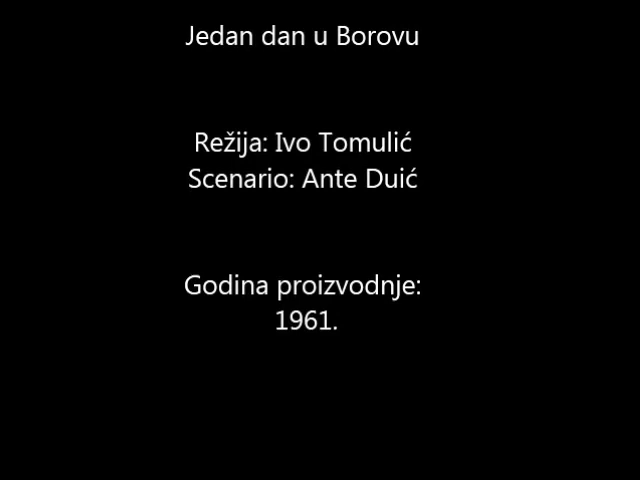 Jedan dan u Borovu
Režija: Ivo Tomulić
Scenario: Ante Duić
Godina proizvodnje:
1961.